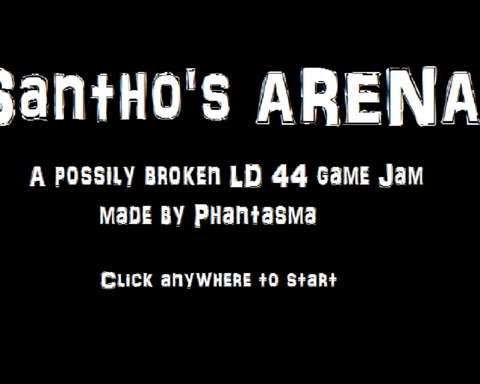 Santho's ARENA
A possily broken LD 44 game Jam
made by Phantasma
Click anywhere to start